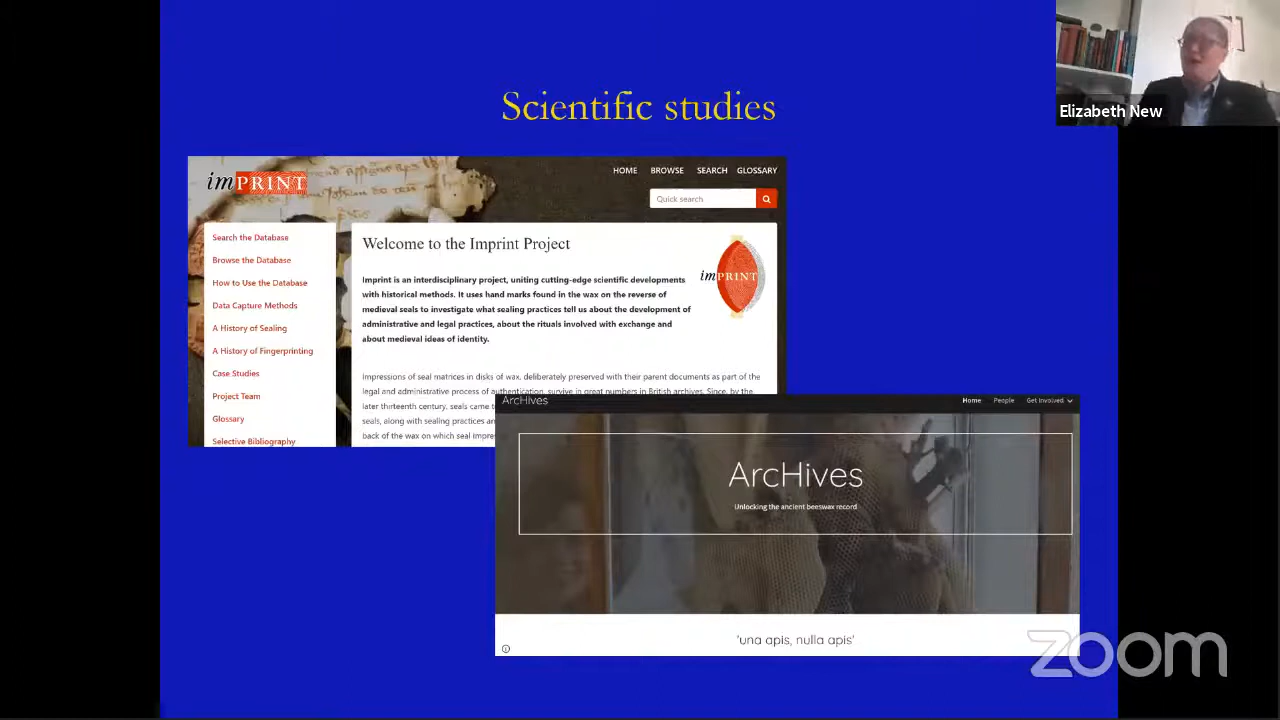 Scientific studies
Elizabeth New
imPRINT
HOME BROWSE SEARCH GLOSSARY
Quick search
Search the Database
Browse the Database
How to Use the Database
Data Capture Methods
A History of Sealing
A History of Fingerprinting
Case Studies
Project Team
Glossary
Selective Bibliography
Welcome to the Imprint Project
imPRINT
Imprint is an interdisciplinary project, uniting cutting-edge scientific developments
with historical methods. It uses hand marks found in the wax on the reverse of
medieval seals to investigate what sealing practices tell us about the development of
administrative and legal practices, about the rituals involved with exchange and
about medieval ideas of identity.
Impressions of seal matrices in disks of wax, deliberately preserved with their parent documents as part of the
legal and administrative process of authentication, survive in great numbers in British archives. Since, by the
later thirteenth century, seals came
seals, along with sealing practices
back of the wax on which seal
ArcHives
Home People Get Involved
ArcHives
Unlocking the ancient beeswax record
'una apis, nulla apis'
zoom